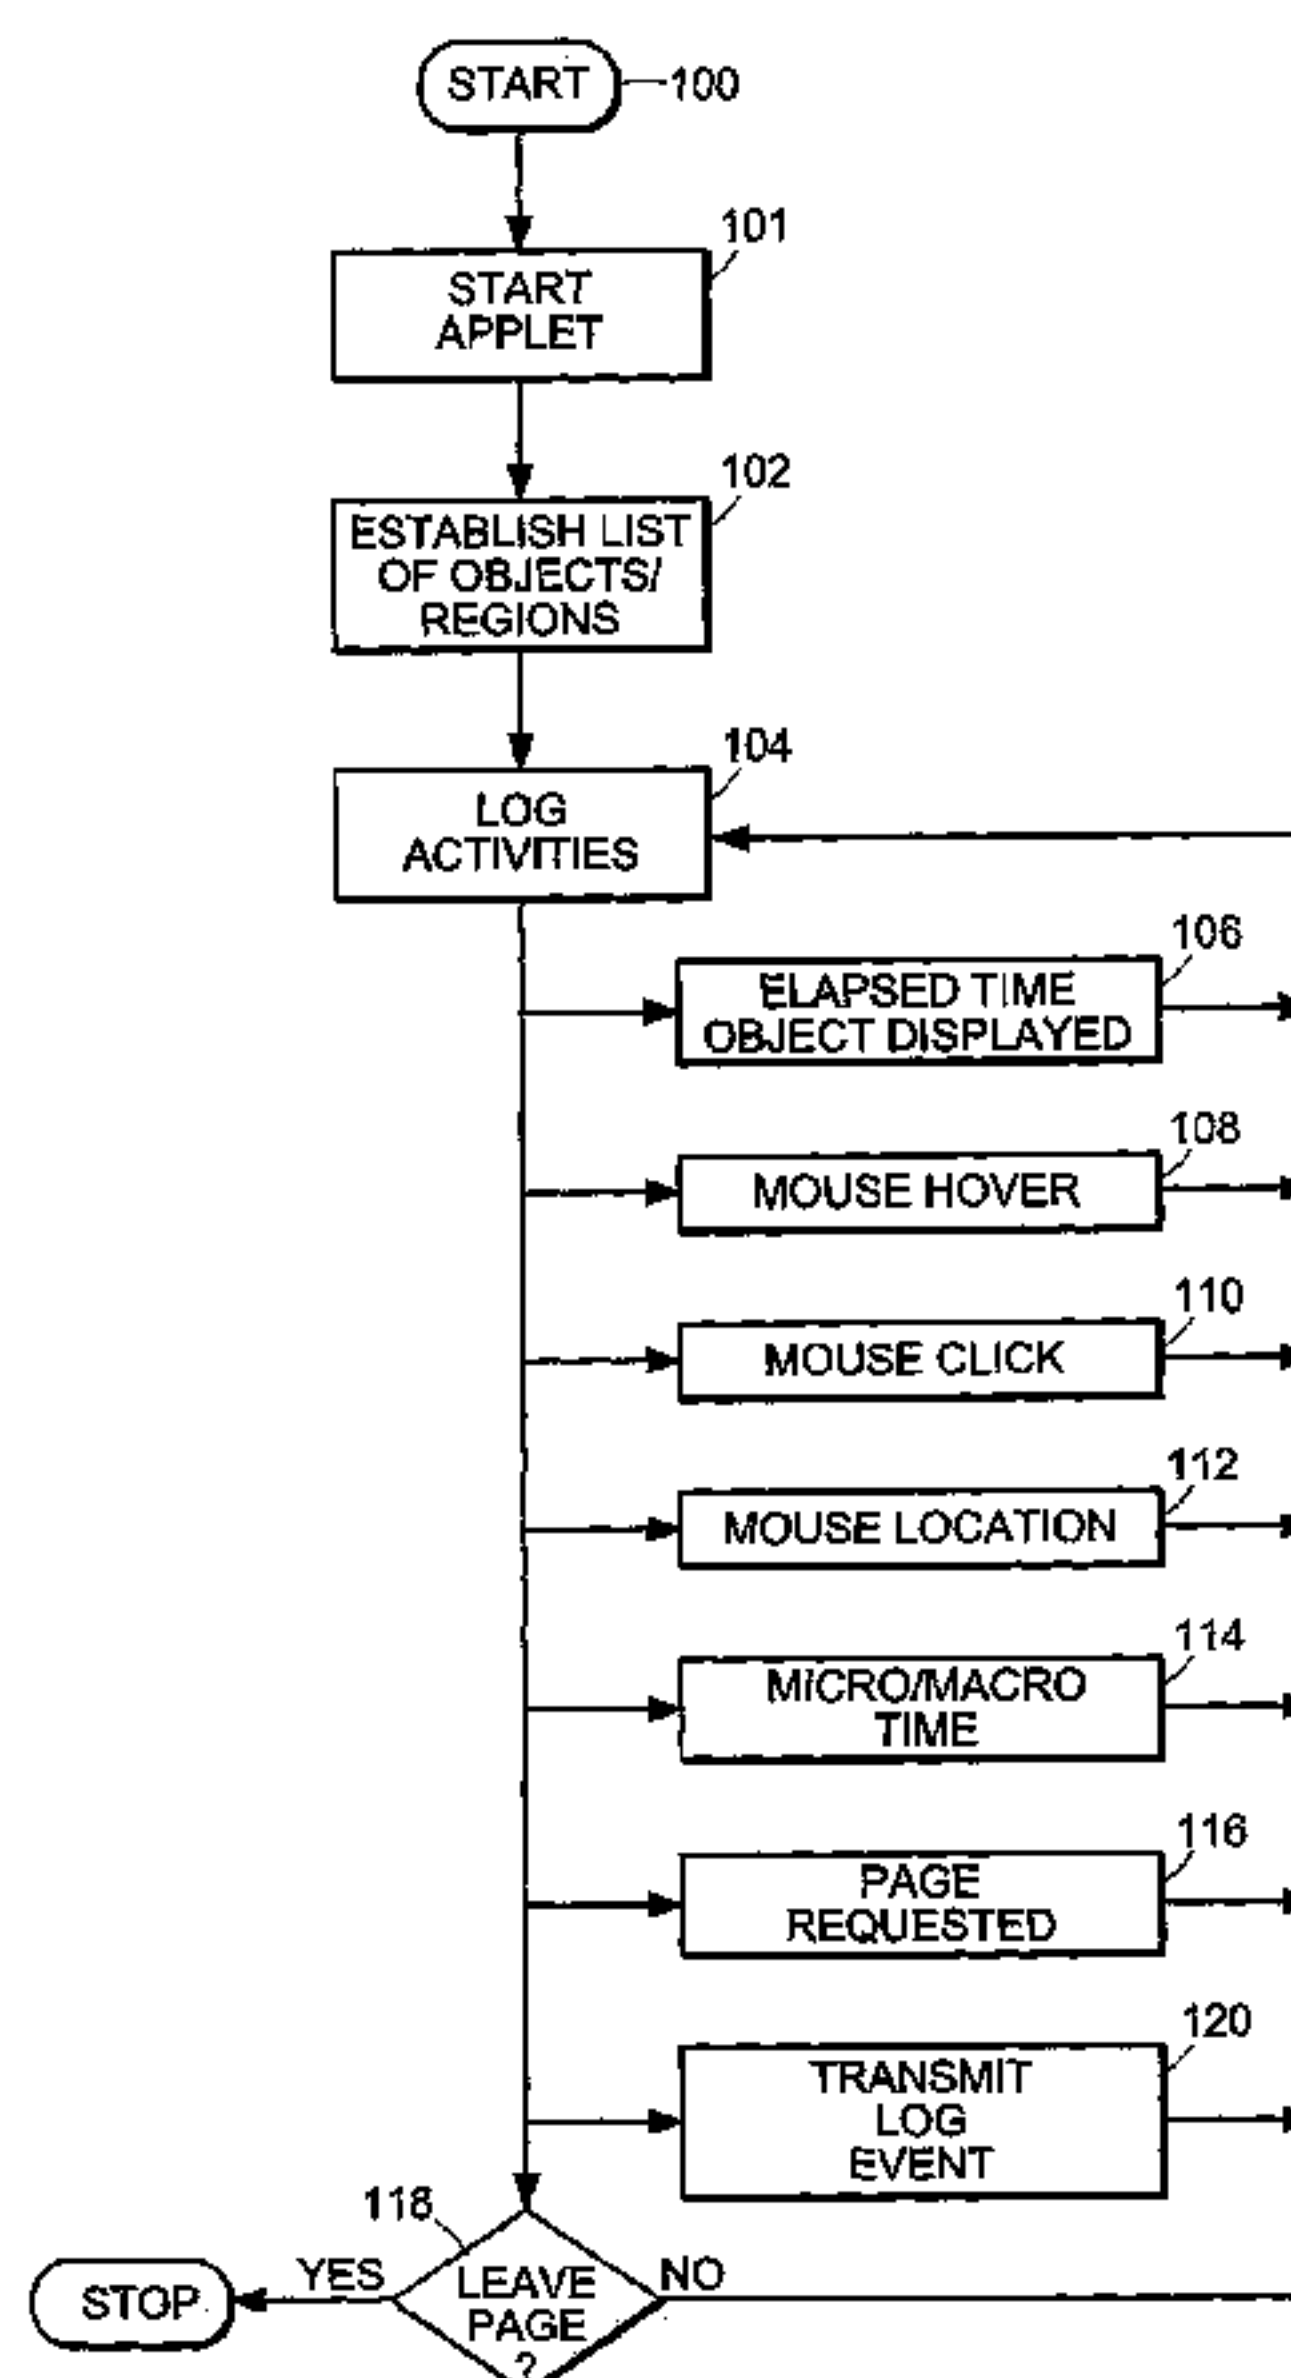 START
100
101
START
APPLET
102
ESTABLISH LIST
OF OBJECTS/
REGIONS
104
LOG
ACTIVITIES
106
ELAPSED TIME
OBJECT DISPLAYED
108
MOUSE HOVER
110
MOUSE CLICK
112
MOUSE LOCATION
114
MICRO/MACRO
TIME
116
PAGE
REQUESTED
120
TRANSMIT
LOG
EVENT
118
YES
NO
STOP
LEAVE
PAGE
?